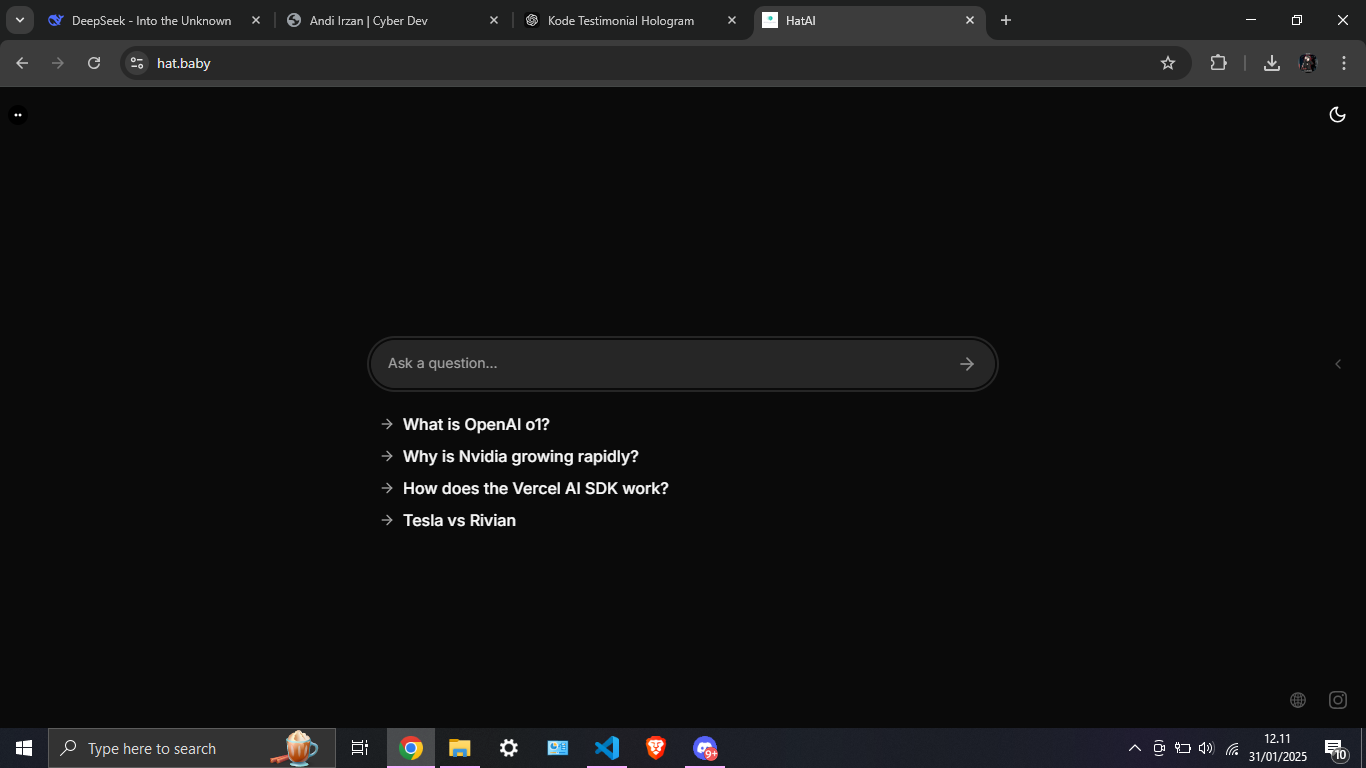 DeepSeek - Into the Unknown
Andi Irzan | Cyber Dev
Kode Testimonial Hologram
HatAI
hat.baby
Ask a question...
What is OpenAI o1?
Why is Nvidia growing rapidly?
How does the Vercel AI SDK work?
Tesla vs Rivian
Type here to search
9+
12.11
31/01/2025
10